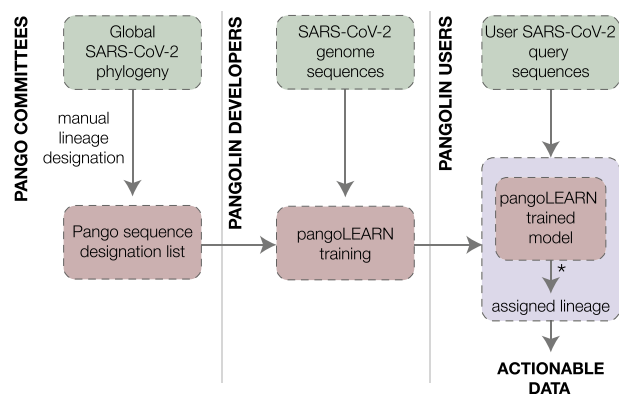 PANGO COMMITTEES
Global
SARS-CoV-2
phylogeny
manual
lineage
designation
Pango sequence
designation list
PANGOLIN DEVELOPERS
SARS-CoV-2
genome
sequences
pangoLEARN
training
PANGOLIN USERS
User SARS-CoV-2
query
sequences
pangoLEARN
trained
model
*
assigned lineage
ACTIONABLE
DATA